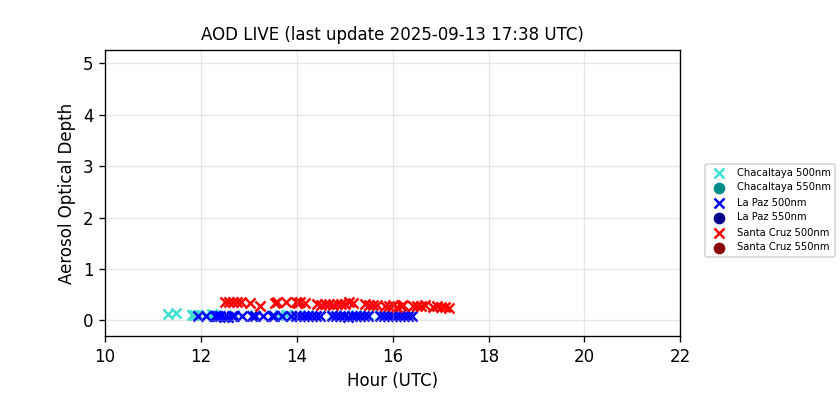 AOD LIVE (last update 2025-09-13 17:38 UTC)
Aerosol Optical Depth
5
4
3
2
1
0
10 12 14 16 18 20 22
Hour (UTC)
Chacaltaya 500nm
Chacaltaya 550nm
La Paz 500nm
La Paz 550nm
Santa Cruz 500nm
Santa Cruz 550nm